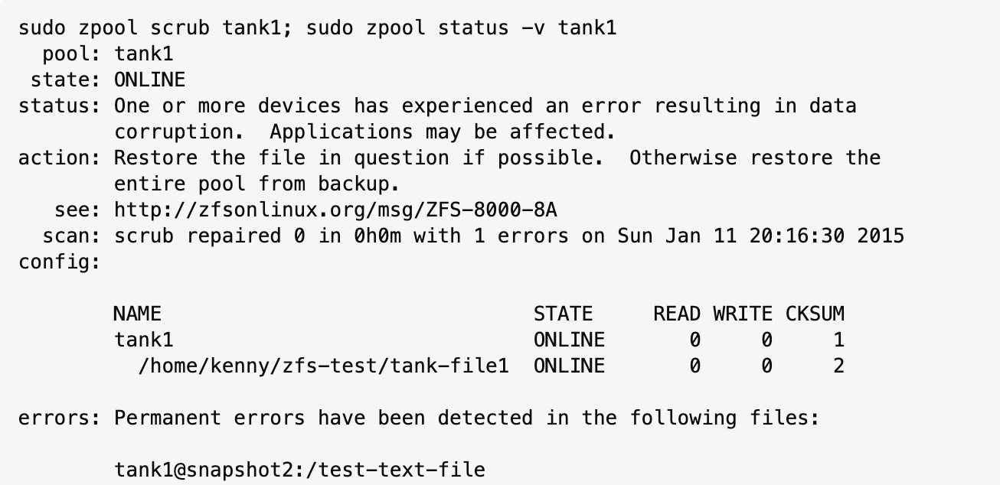 sudo zpool scrub tank1; sudo zpool status -v tank1
  pool: tank1
 state: ONLINE
status: One or more devices has experienced an error resulting in data
        corruption.  Applications may be affected.
action: Restore the file in question if possible.  Otherwise restore the
        entire pool from backup.
   see: http://zfsonlinux.org/msg/ZFS-8000-8A
  scan: scrub repaired 0 in 0h0m with 1 errors on Sun Jan 11 20:16:30 2015
config:

        NAME                               STATE     READ WRITE CKSUM
        tank1                              ONLINE       0     0     1
          /home/kenny/zfs-test/tank-file1  ONLINE       0     0     2

errors: Permanent errors have been detected in the following files:

        tank1@snapshot2:/test-text-file